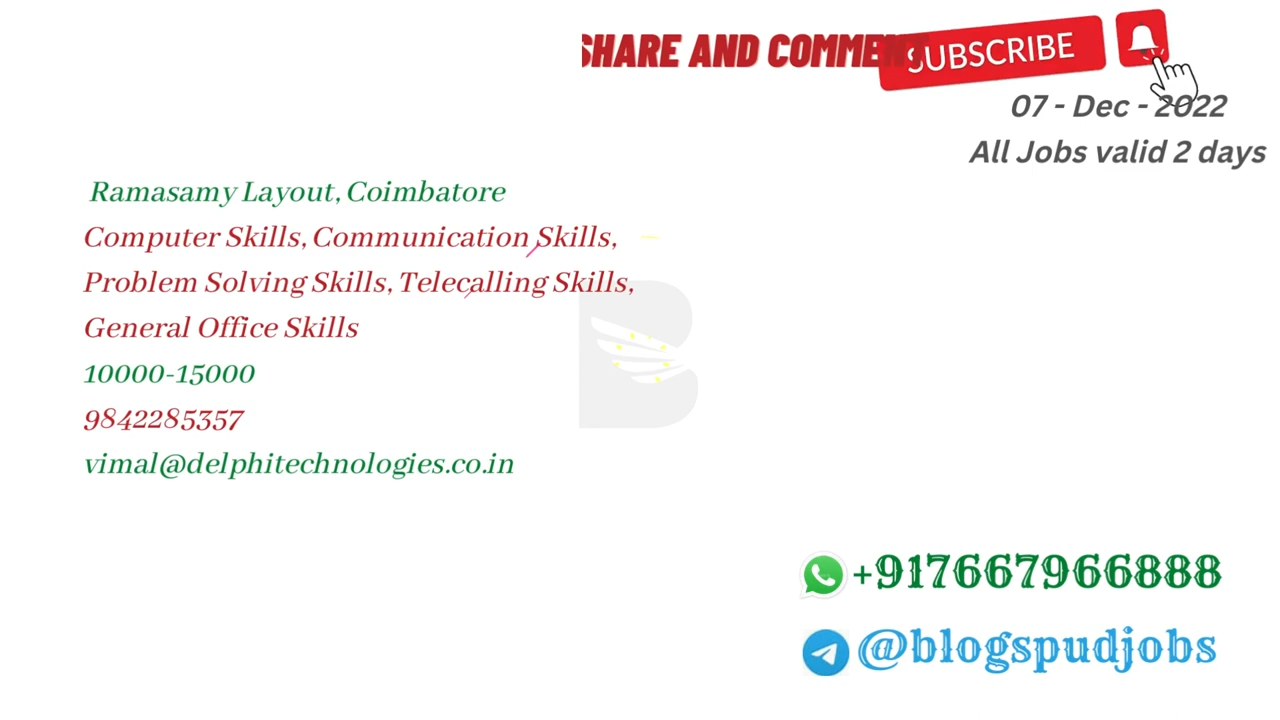 SHARE AND COMMENT
SUBSCRIBE
07 - Dec - 2022
All Jobs valid 2 days
Ramasamy Layout, Coimbatore
Computer Skills, Communication Skills,
Problem Solving Skills, Telecalling Skills,
General Office Skills
10000-15000
9842285357
vimal@delphitechnologies.co.in
+917667966888
@blogspudjobs